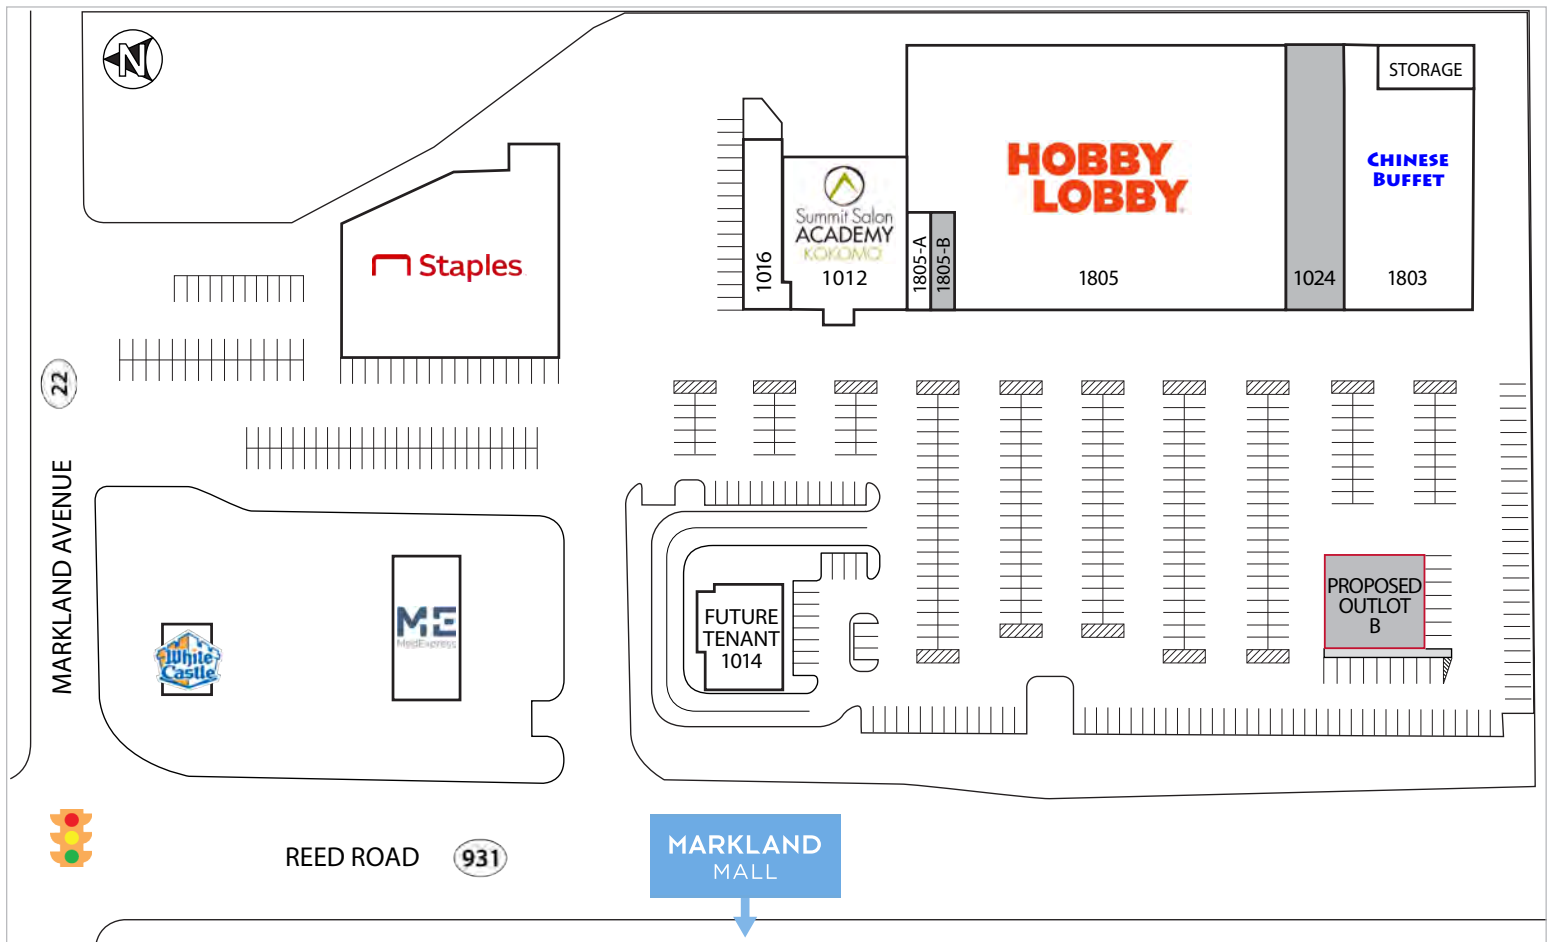 N
STORAGE
HOBBY
LOBBY
CHINESE
BUFFET
Summit Salon
ACADEMY
KOKOMO
Staples
1016
1012
1805-A
1805-B
1805
1024
1803
22
MARKLAND AVENUE
White
Castle
ME
MedExpress
FUTURE
TENANT
1014
PROPOSED
OUTLOT
B
REED ROAD
931
MARKLAND
MALL